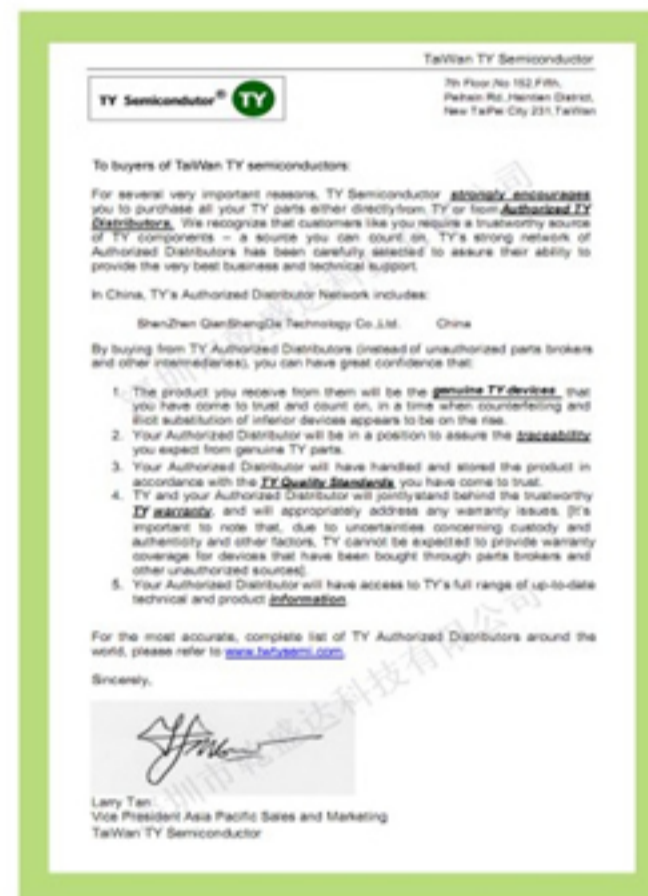 TaiWan TY Semiconductor
TY Semicondutor® TY
7th Floor,No 152,Fifth,
New TaiPei City 231,TaiWan
To buyers of TaiWan TY semiconductors:
For several very important reasons, TY Semiconductor strongly encourages
you to purchase all your TY parts either directly from TY or from Authorized TY
Distributors. We recognize that customers like you require a trustworthy source
of TY components – a source you can count on. TY's strong network of
Authorized Distributors has been carefully selected to assure their ability to
provide the very best business and technical support.
In China, TY's Authorized Distributor Network includes:
ShenZhen QianShengDa Technology Co.,Ltd. China
By buying from TY Authorized Distributors (instead of unauthorized parts brokers
and other intermediaries), you can have great confidence that:
1. The product you receive from them will be the genuine TY devices that
you have come to trust and count on, in a time when counterfeiting and
illicit substitution of inferior devices appears to be on the rise.
2. Your Authorized Distributor will be in a position to assure the traceability
you expect from genuine TY parts.
3. Your Authorized Distributor will have handled and stored the product in
accordance with the TY Quality Standards you have come to trust.
4. TY and your Authorized Distributor will jointly stand behind the trustworthy
TY warranty, and will appropriately address any warranty issues. [It's
important to note that, due to uncertainties concerning custody and
authenticity and other factors, TY cannot be expected to provide warranty
coverage for devices that have been bought through parts brokers and
other unauthorized sources].
5. Your Authorized Distributor will have access to TY's full range of up-to-date
technical and product information.
For the most accurate, complete list of TY Authorized Distributors around the
world, please refer to www.twtysemi.com.
Sincerely,
Larry Tan
Vice President Asia Pacific Sales and Marketing
TaiWan TY Semiconductor
深圳市乾盛达科技有限公司